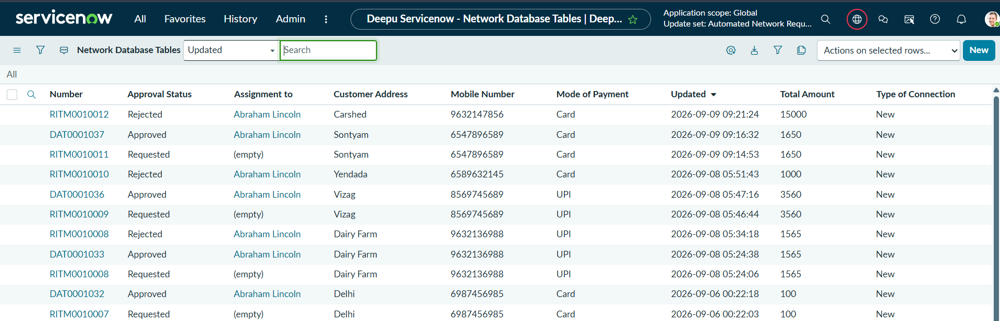 servicenow All Favorites History Admin Deepu Servicenow - Network Database Tables | Deep... Application scope: Global
Update set: Automated Network Requ...
Network Database Tables Updated Search Actions on selected rows... New
All
Number Approval Status Assignment to Customer Address Mobile Number Mode of Payment Updated Total Amount Type of Connection
RITM0010012 Rejected Abraham Lincoln Carshed 9632147856 Card 2026-09-09 09:21:24 15000 New
DAT0001037 Approved Abraham Lincoln Sontyam 6547896589 Card 2026-09-09 09:16:32 1650 New
RITM0010011 Requested (empty) Sontyam 6547896589 Card 2026-09-09 09:14:53 1650 New
RITM0010010 Rejected Abraham Lincoln Yendada 6589632145 Card 2026-09-08 05:51:43 1000 New
DAT0001036 Approved Abraham Lincoln Vizag 8569745689 UPI 2026-09-08 05:47:16 3560 New
RITM0010009 Requested (empty) Vizag 8569745689 UPI 2026-09-08 05:46:44 3560 New
RITM0010008 Rejected Abraham Lincoln Dairy Farm 9632136988 UPI 2026-09-08 05:34:18 1565 New
DAT0001033 Approved Abraham Lincoln Dairy Farm 9632136988 UPI 2026-09-08 05:24:38 1565 New
RITM0010008 Requested (empty) Dairy Farm 9632136988 UPI 2026-09-08 05:24:06 1565 New
DAT0001032 Approved Abraham Lincoln Delhi 6987456985 Card 2026-09-06 00:22:18 100 New
RITM0010007 Requested (empty) Delhi 6987456985 Card 2026-09-06 00:22:03 100 New